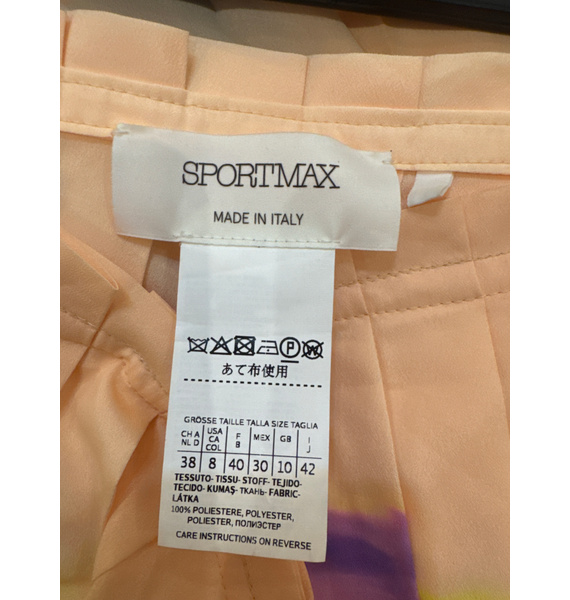 SPORTMAX
MADE IN ITALY
P W
あて布使用
GRÖSSE TAILLE TALLA SIZE TAGLIA
CH A NL D USA CA COL F B MEX GB I J
38 8 40 30 10 42
TESSUTO- TISSU- STOFF- TEJIDO-
TECIDO- KUMAŞ- ТКАНЬ- FABRIC-
LÁTKA
100% POLIESTERE, POLYESTER,
POLIESTER, ПОЛИЭСТЕР
CARE INSTRUCTIONS ON REVERSE